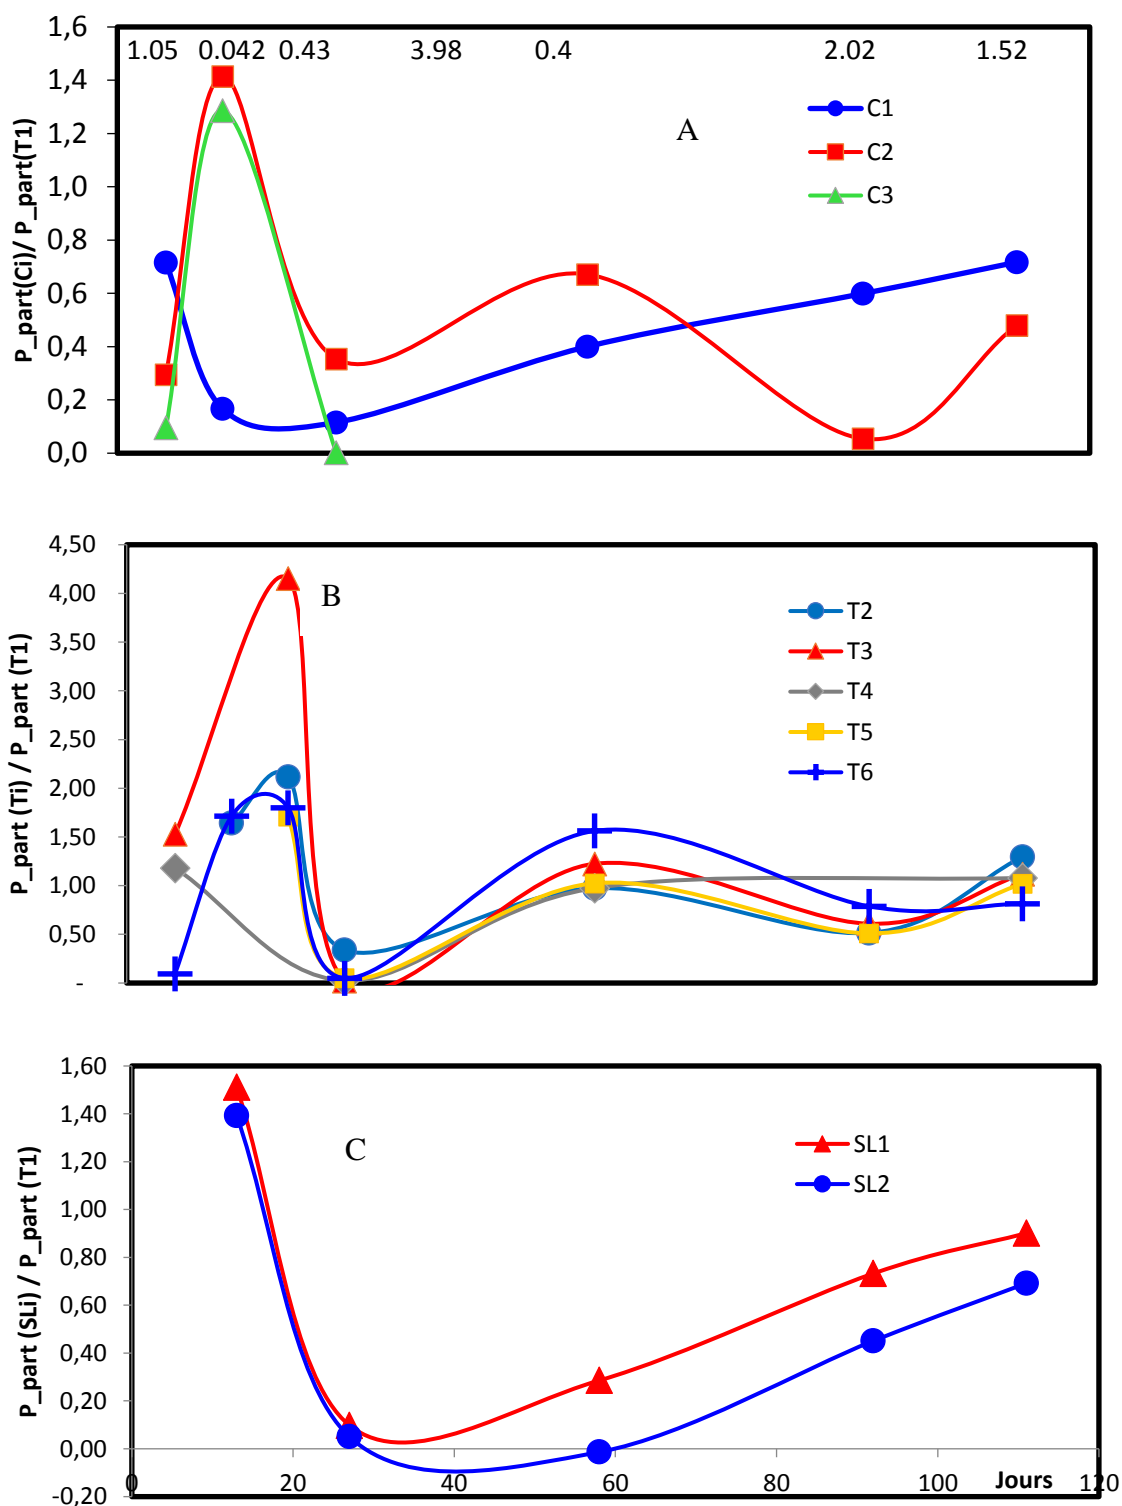 1,6
1.05 0.042 0.43 3.98 0.4 2.02 1.52
1,4
1,2
1,0
0,8
0,6
0,4
0,2
0,0
P_part(Ci)/ P_part(T1)
A
C1
C2
C3
4,50
4,00
3,50
3,00
2,50
2,00
1,50
1,00
0,50
-
P_part (Ti) / P_part (T1)
B
T2
T3
T4
T5
T6
1,60
1,40
1,20
1,00
0,80
0,60
0,40
0,20
0,00
-0,20
P_part (SLi) / P_part (T1)
C
SL1
SL2
0 20 40 60 80 100 Jours 120